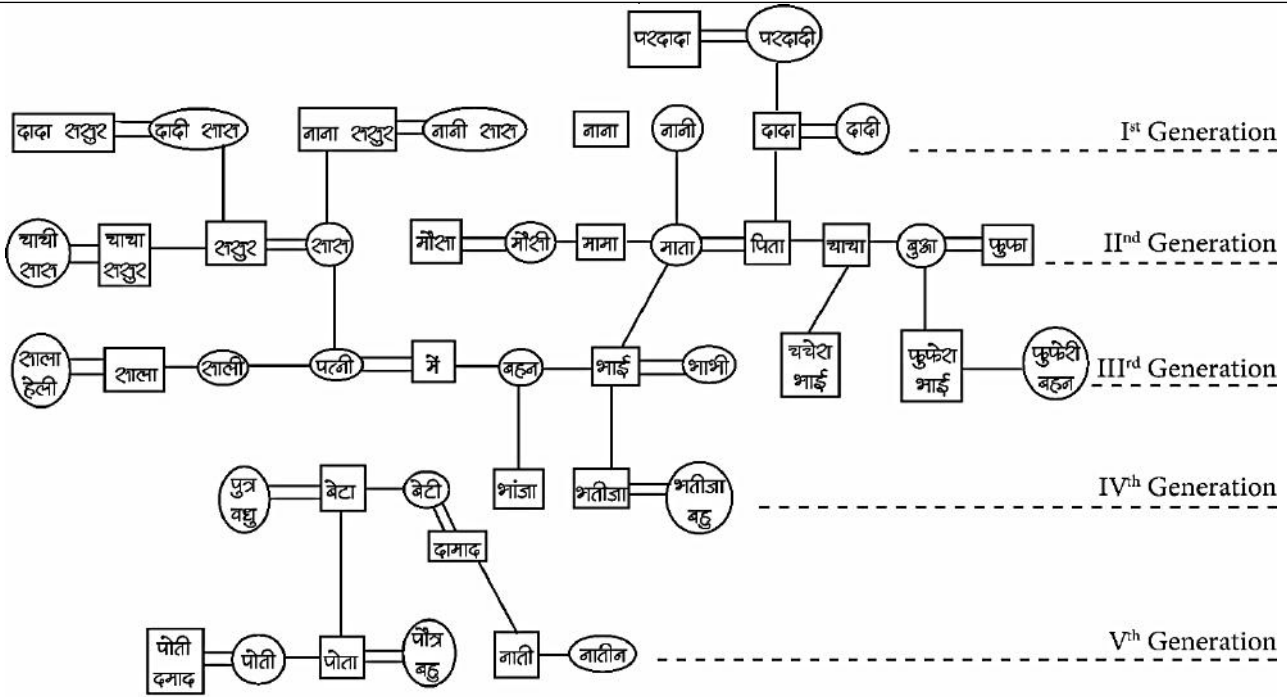 परदादा परदादी
दादा ससुर दादी सास नाना ससुर नानी सास नाना नानी दादा दादी Ist Generation
चाची सास चाचा ससुर ससुर सास मौसा मौसी मामा माता पिता चाचा बुआ फुफा IInd Generation
साला हेली साला साली पत्नी में बहन भाई भाभी चचेरा भाई फुफेरा भाई फुफेरी बहन IIIrd Generation
पुत्र वधु बेटा बेटी भांजा भतीजा भतीजा बहु IVth Generation
दामाद
पोती दमाद पोती पोता पौत्र बहु नाती नातीन Vth Generation